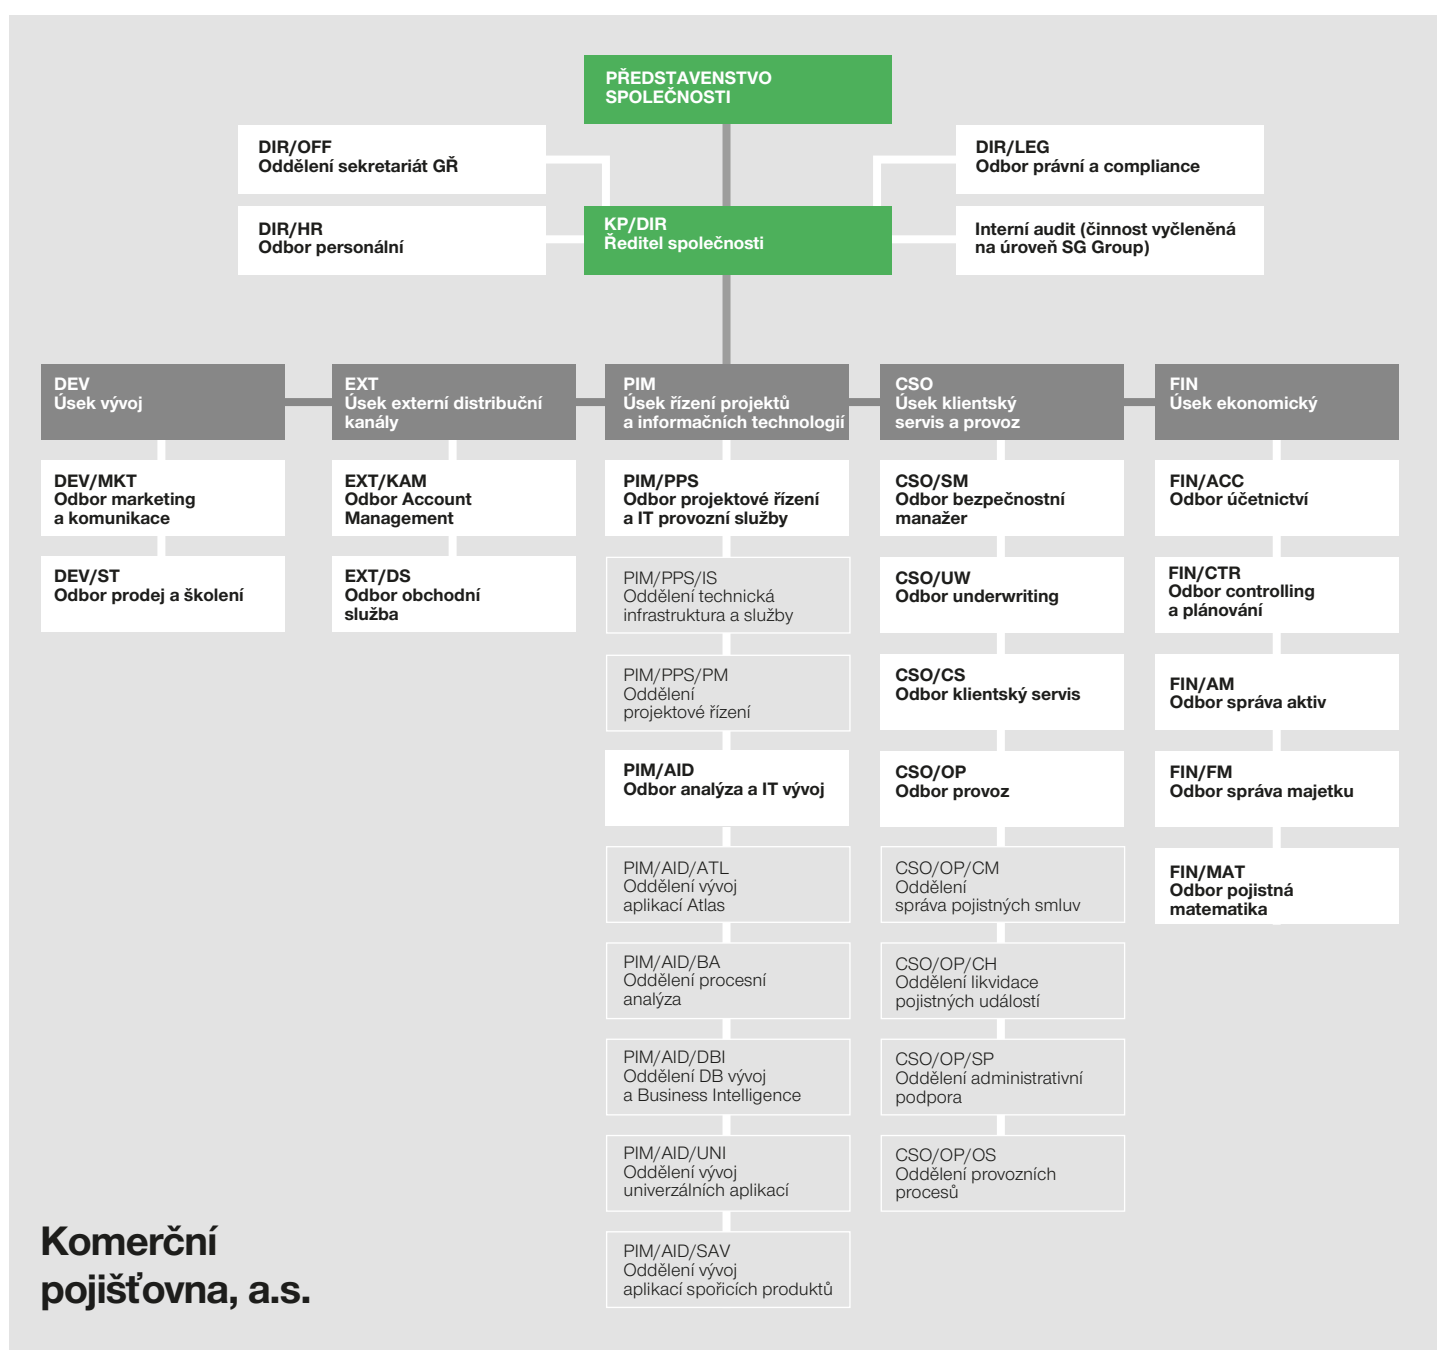 PŘEDSTAVENSTVO
SPOLEČNOSTI
DIR/OFF
Oddělení sekretariát GŘ
DIR/LEG
Odbor právní a compliance
DIR/HR
Odbor personální
KP/DIR
Ředitel společnosti
Interní audit (činnost vyčleněná
na úroveň SG Group)
DEV
Úsek vývoj
DEV/MKT
Odbor marketing
a komunikace
DEV/ST
Odbor prodej a školení
EXT
Úsek externí distribuční
kanály
EXT/KAM
Odbor Account
Management
EXT/DS
Odbor obchodní
služba
PIM
Úsek řízení projektů
a informačních technologií
PIM/PPS
Odbor projektové řízení
a IT provozní služby
PIM/PPS/IS
Oddělení technická
infrastruktura a služby
PIM/PPS/PM
Oddělení
projektové řízení
PIM/AID
Odbor analýza a IT vývoj
PIM/AID/ATL
Oddělení vývoj
aplikací Atlas
PIM/AID/BA
Oddělení procesní
analýza
PIM/AID/DBI
Oddělení DB vývoj
a Business Intelligence
PIM/AID/UNI
Oddělení vývoj
univerzálních aplikací
PIM/AID/SAV
Oddělení vývoj
aplikací spořicích produktů
CSO
Úsek klientský
servis a provoz
CSO/SM
Odbor bezpečnostní
manažer
CSO/UW
Odbor underwriting
CSO/CS
Odbor klientský servis
CSO/OP
Odbor provoz
CSO/OP/CM
Oddělení
správa pojistných smluv
CSO/OP/CH
Oddělení likvidace
pojistných událostí
CSO/OP/SP
Oddělení administrativní
podpora
CSO/OP/OS
Oddělení provozních
procesů
FIN
Úsek ekonomický
FIN/ACC
Odbor účetnictví
FIN/CTR
Odbor controlling
a plánování
FIN/AM
Odbor správa aktiv
FIN/FM
Odbor správa majetku
FIN/MAT
Odbor pojistná
matematika
Komerční
pojišťovna, a.s.